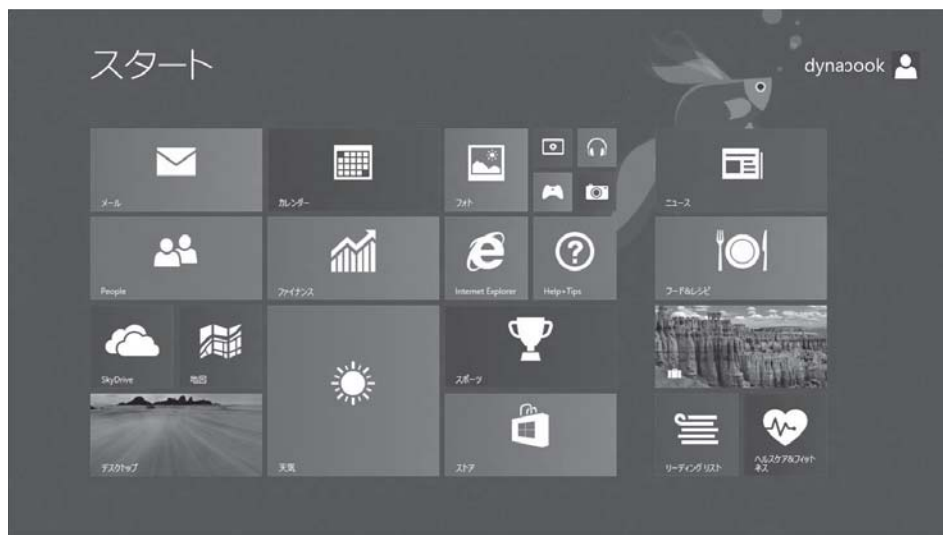 スタート
dynabook
メール
カレンダー
フォト
ニュース
People
ファイナンス
Internet Explorer
Help+Tips
フード&レシピ
SkyDrive
地図
スポーツ
デスクトップ
天気
ストア
リーディング リスト
ヘルスケア&フィット
ネス